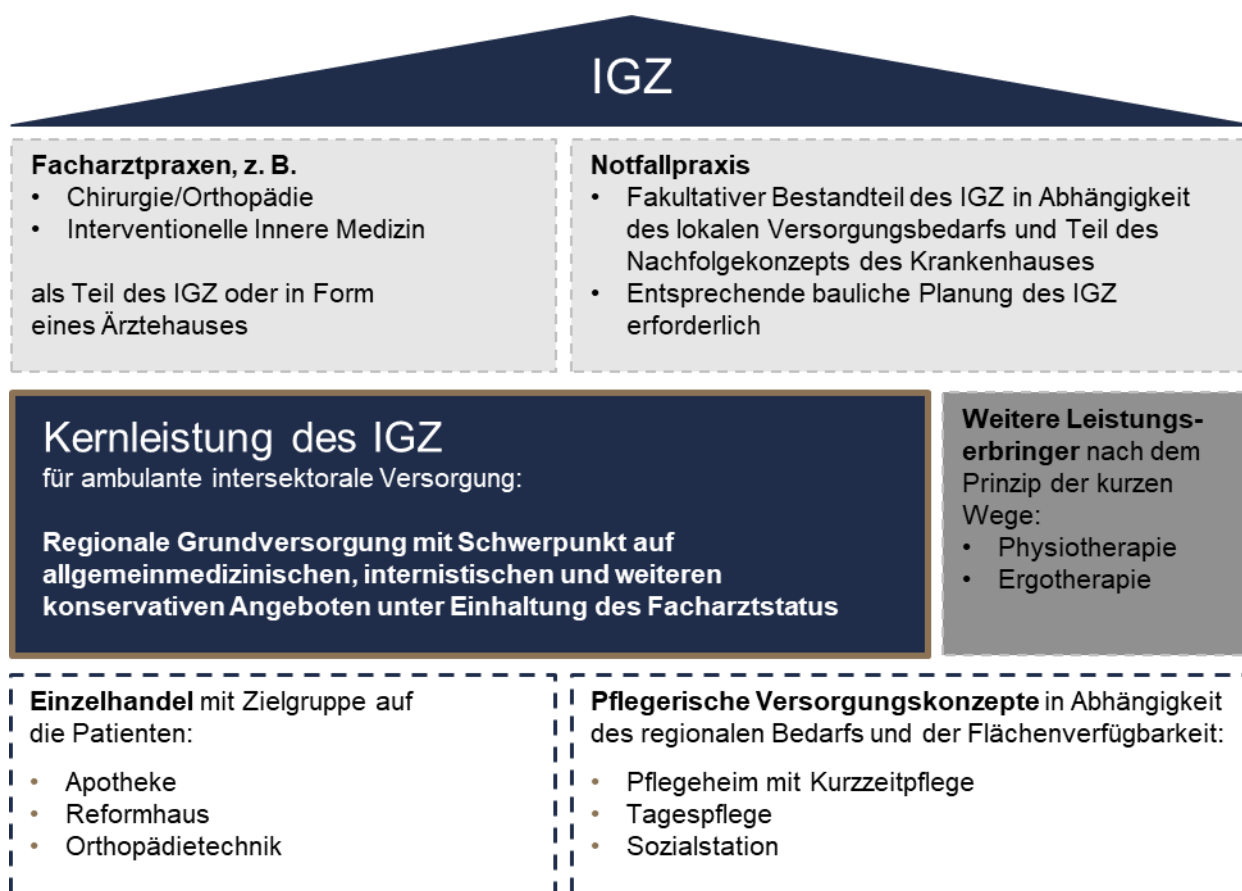 IGZ
Facharztpraxen, z. B.
• Chirurgie/Orthopädie
• Interventionelle Innere Medizin
als Teil des IGZ oder in Form
eines Ärztehauses
Notfallpraxis
• Fakultativer Bestandteil des IGZ in Abhängigkeit
des lokalen Versorgungsbedarfs und Teil des
Nachfolgekonzepts des Krankenhauses
• Entsprechende bauliche Planung des IGZ
erforderlich
Kernleistung des IGZ
für ambulante intersektorale Versorgung:
Regionale Grundversorgung mit Schwerpunkt auf
allgemeinmedizinischen, internistischen und weiteren
konservativen Angeboten unter Einhaltung des Facharztstatus
Weitere Leistungs-
erbringer nach dem
Prinzip der kurzen
Wege:
• Physiotherapie
• Ergotherapie
Einzelhandel mit Zielgruppe auf
die Patienten:
• Apotheke
• Reformhaus
• Orthopädietechnik
Pflegerische Versorgungskonzepte in Abhängigkeit
des regionalen Bedarfs und der Flächenverfügbarkeit:
• Pflegeheim mit Kurzzeitpflege
• Tagespflege
• Sozialstation